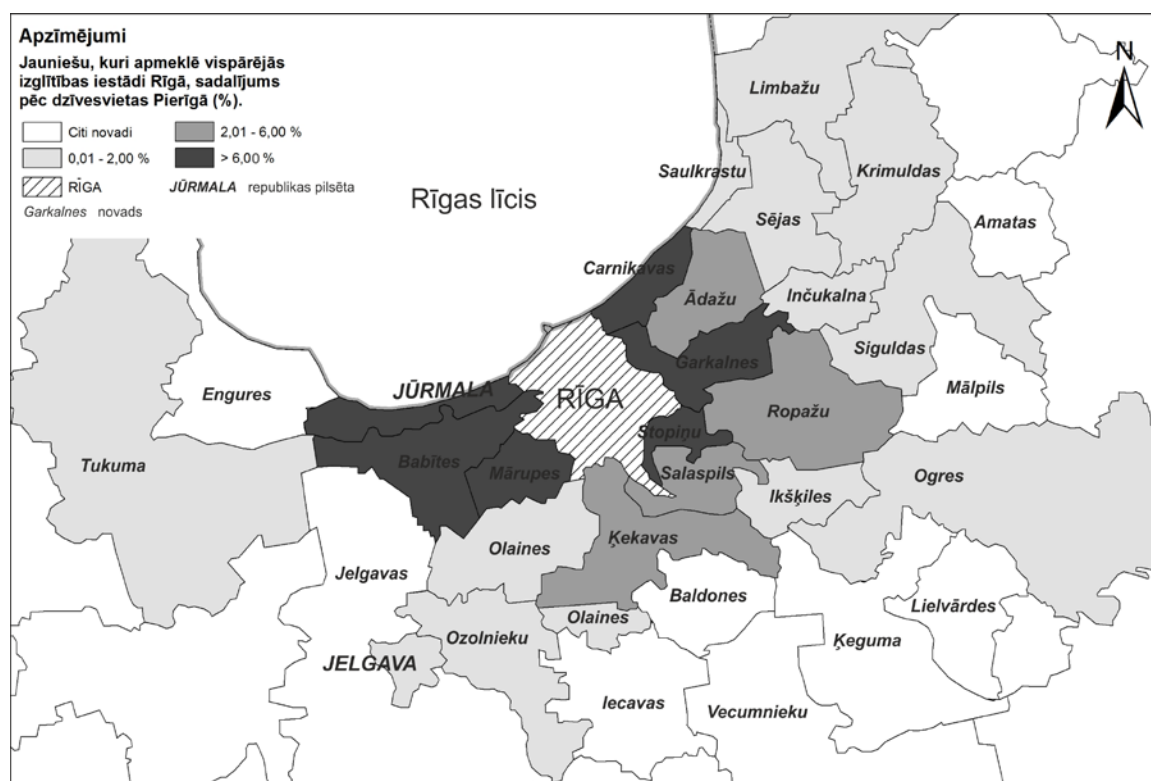 Apzīmējumi
Jauniešu, kuri apmeklē vispārējās
izglītības iestādi Rīgā, sadalījums
pēc dzīvesvietas Pierīgā (%).
Citi novadi
2,01 - 6,00 %
0,01 - 2,00 %
> 6,00 %
RĪGA
JŪRMALA republikas pilsēta
Garkalnes novads
N
Limbažu
Rīgas līcis
Saulkrastu
Krimuldas
Sējas
Amatas
Carnikavas
Ādažu
Inčukalna
Garkalnes
Siguldas
Engures
JŪRMALA
RĪGA
Mālpils
Ropažu
Stopiņu
Tukuma
Babītes
Mārupes
Salaspils
Ikšķiles
Ogres
Ķekavas
Olaines
Jelgavas
Baldones
Lielvārdes
Olaines
Ozolnieku
Ķeguma
JELGAVA
Iecavas
Vecumnieku